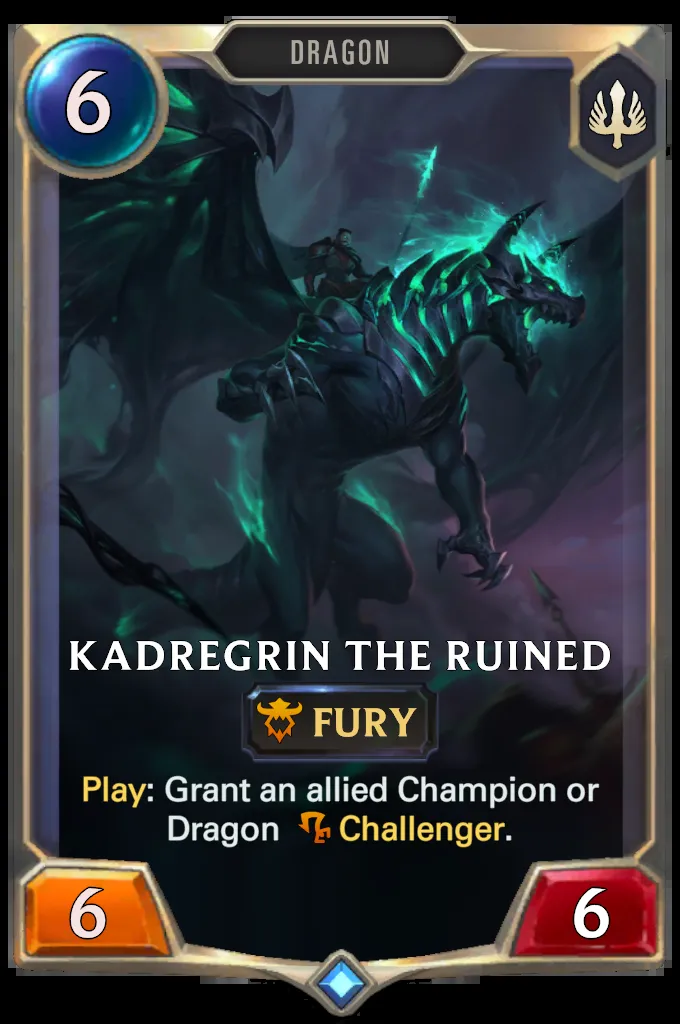 DRAGON
6
KADREGRIN THE RUINED
FURY
Play: Grant an allied Champion or
Dragon Challenger.
6
6